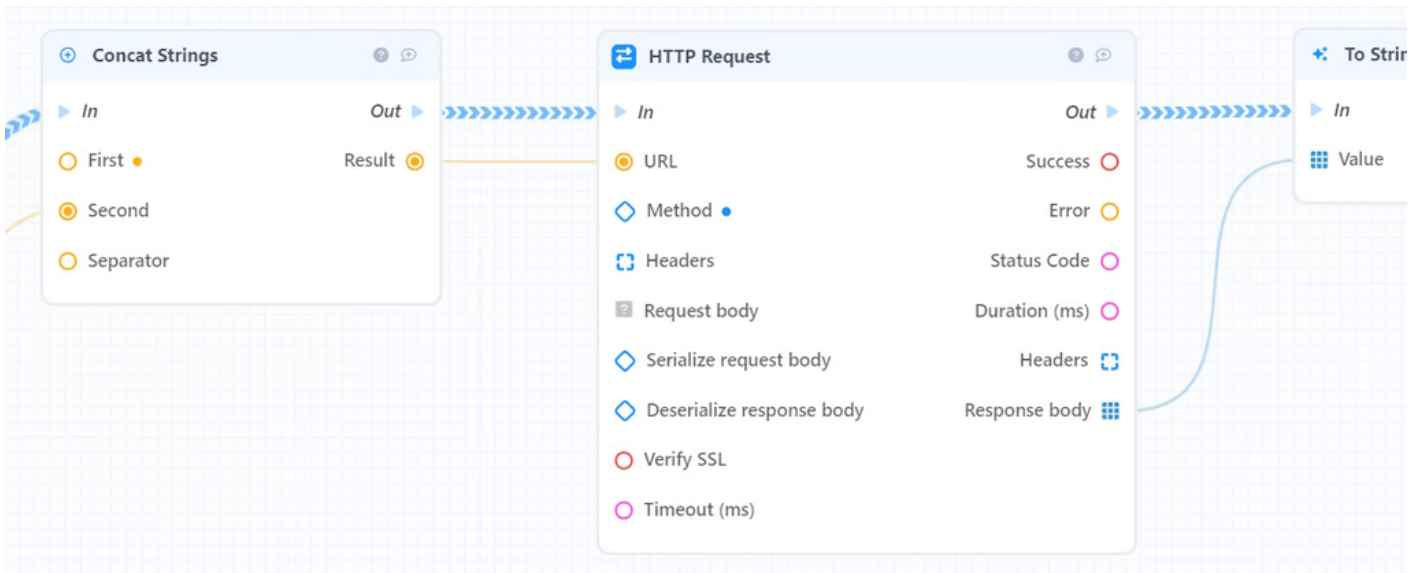 Concat Strings
In
Out
First
Result
Second
Separator
HTTP Request
In
Out
URL
Success
Method
Error
Headers
Status Code
Request body
Duration (ms)
Serialize request body
Headers
Deserialize response body
Response body
Verify SSL
Timeout (ms)
To Strin
In
Value